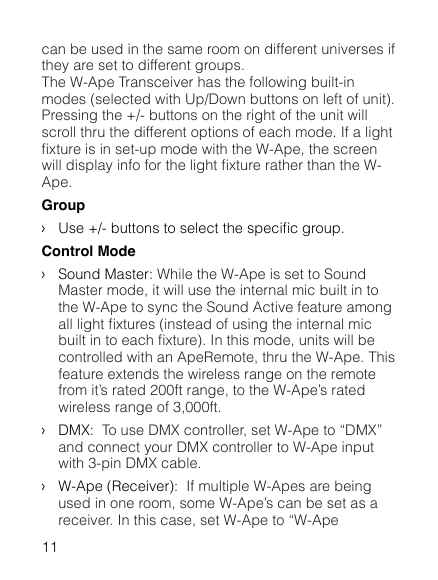 can be used in the same room on different universes if
they are set to different groups.
The W-Ape Transceiver has the following built-in
modes (selected with Up/Down buttons on left of unit).
Pressing the +/- buttons on the right of the unit will
scroll thru the different options of each mode. If a light
fixture is in set-up mode with the W-Ape, the screen
will display info for the light fixture rather than the W-
Ape.
Group
› Use +/- buttons to select the specific group.
Control Mode
› Sound Master: While the W-Ape is set to Sound
Master mode, it will use the internal mic built in to
the W-Ape to sync the Sound Active feature among
all light fixtures (instead of using the internal mic
built in to each fixture). In this mode, units will be
controlled with an ApeRemote, thru the W-Ape. This
feature extends the wireless range on the remote
from it’s rated 200ft range, to the W-Ape’s rated
wireless range of 3,000ft.
› DMX:  To use DMX controller, set W-Ape to “DMX”
and connect your DMX controller to W-Ape input
with 3-pin DMX cable.
› W-Ape (Receiver):  If multiple W-Apes are being
used in one room, some W-Ape’s can be set as a
receiver. In this case, set W-Ape to “W-Ape
11